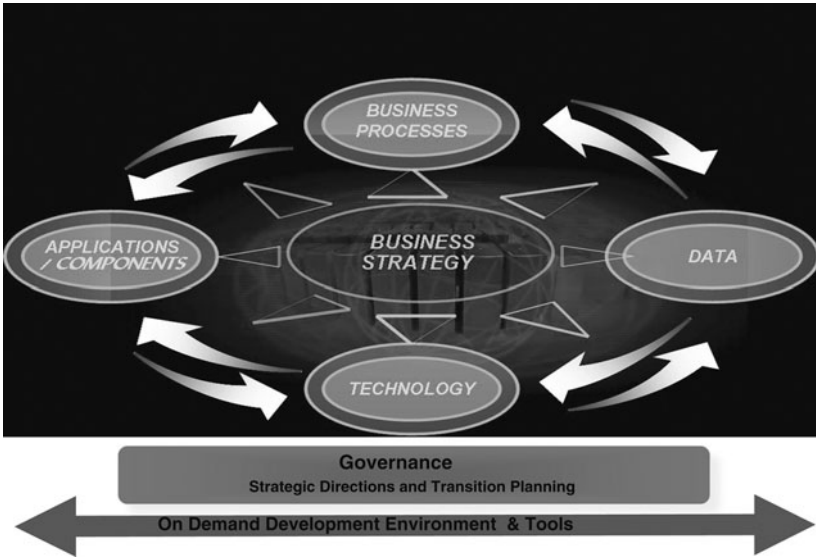 BUSINESS
PROCESSES
APPLICATIONS
/ COMPONENTS
BUSINESS
STRATEGY
DATA
TECHNOLOGY
Governance
Strategic Directions and Transition Planning
On Demand Development Environment & Tools